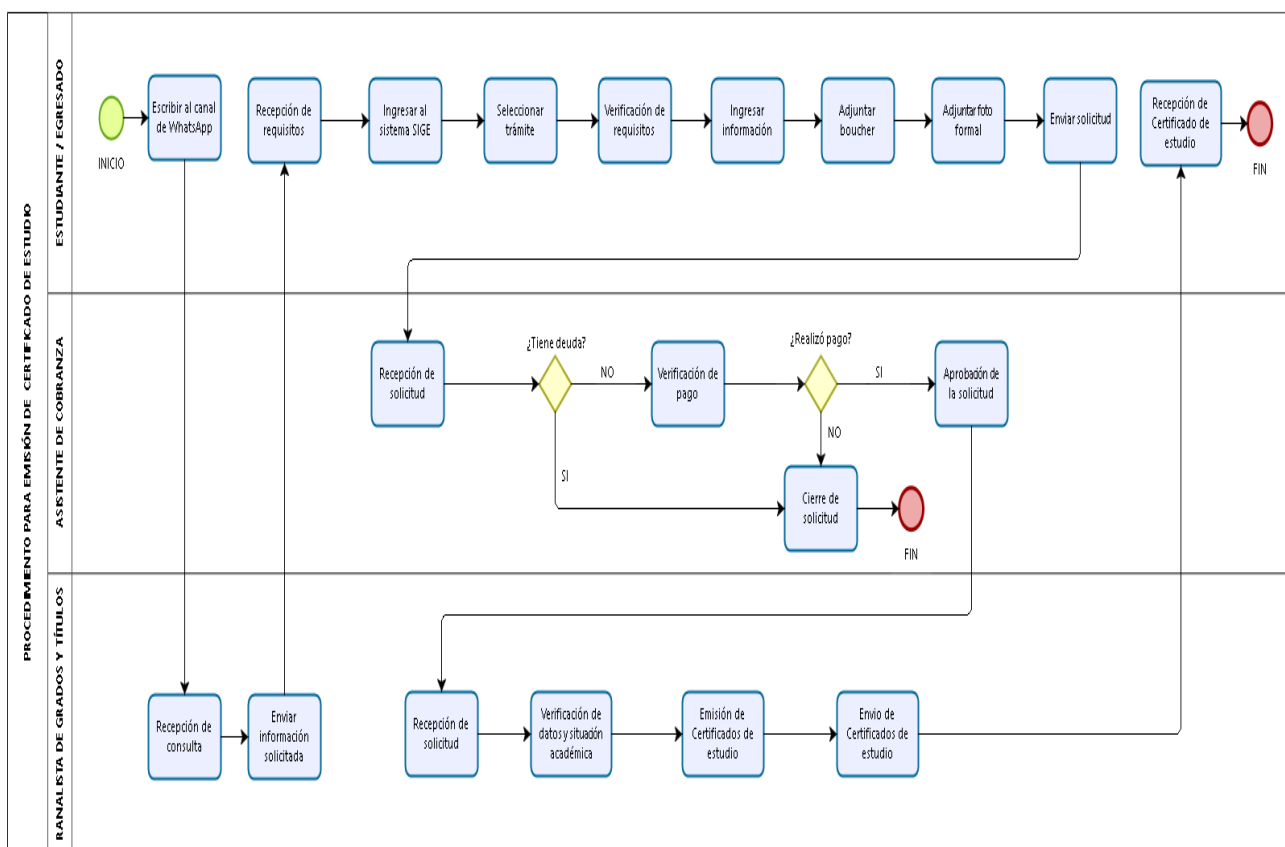 PROCEDIMIENTO PARA EMISIÓN DE CERTIFICADO DE ESTUDIO
ESTUDIANTE / EGRESADO
INICIO
Escribir al canal
de WhatsApp
Recepción de
requisitos
Ingresar al
sistema SIGE
Seleccionar
trámite
Verificación de
requisitos
Ingresar
información
Adjuntar
boucher
Adjuntar foto
formal
Enviar solicitud
Recepción de
Certificado de
estudio
FIN
ASISTENTE DE COBRANZA
Recepción de
solicitud
¿Tiene deuda?
NO
SI
Verificación de
pago
¿Realizó pago?
SI
NO
Aprobación de
la solicitud
Cierre de
solicitud
FIN
RANALISTA DE GRADOS Y TÍTULOS
Recepción de
consulta
Enviar
información
solicitada
Recepción de
solicitud
Verificación de
datos y situación
académica
Emisión de
Certificados de
estudio
Envio de
Certificados de
estudio